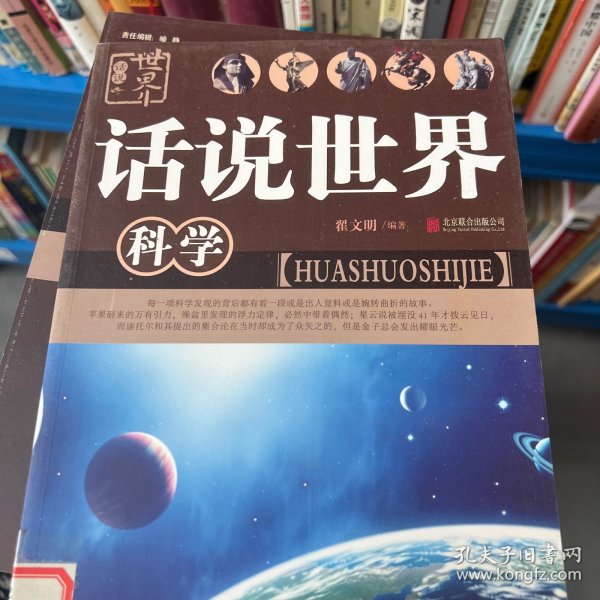 责任编辑：喻 静
世界
话说
话说世界
科学
翟文明 / 编著
北京联合出版公司
Beijing United Publishing Co.,Ltd.
【HUASHUOSHIJIE】
每一项科学发现的背后都有着一段或是出人意料或是婉转曲折的故事。
苹果砸来的万有引力，澡盆里发现的浮力定律，必然中带着偶然；星云说被埋没 41 年才拨云见日，
而康托尔和其提出的集合论在当时却成为了众矢之的，但是金子总会发出耀眼光芒。
孔夫子旧书网
www.kongfz.com